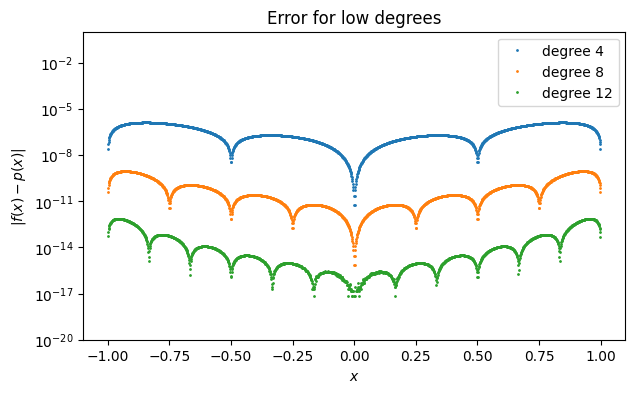 Error for low degrees
degree 4
degree 8
degree 12
|f(x) − p(x)|
10⁻²
10⁻⁵
10⁻⁸
10⁻¹¹
10⁻¹⁴
10⁻¹⁷
10⁻²⁰
−1.00 −0.75 −0.50 −0.25 0.00 0.25 0.50 0.75 1.00
x